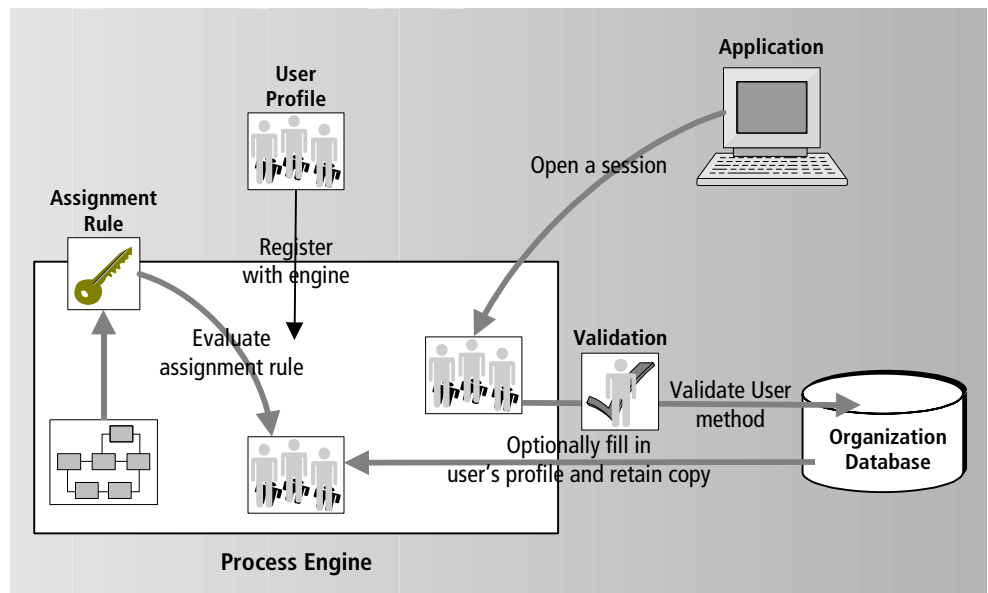 Application
User
Profile
Open a session
Assignment
Rule
Register
with engine
Evaluate
assignment rule
Validation
Validate User
method
Optionally fill in
user's profile and retain copy
Organization
Database
Process Engine